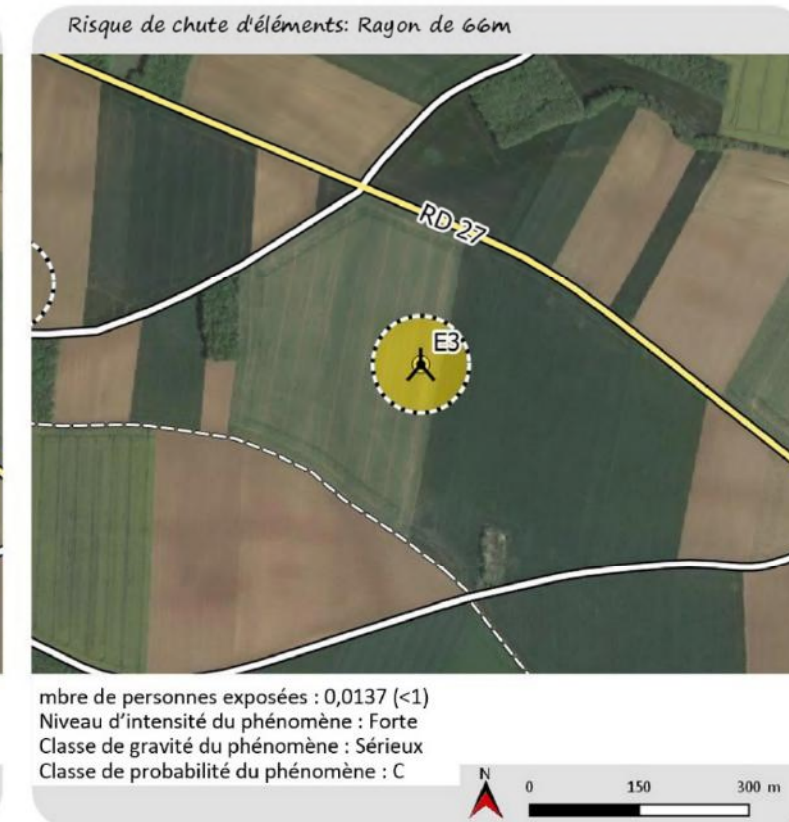 Risque de chute d'éléments: Rayon de 66m
RD 27
E3
mbre de personnes exposées : 0,0137 (<1)
Niveau d'intensité du phénomène : Forte
Classe de gravité du phénomène : Sérieux
Classe de probabilité du phénomène : C
N
0 150 300 m